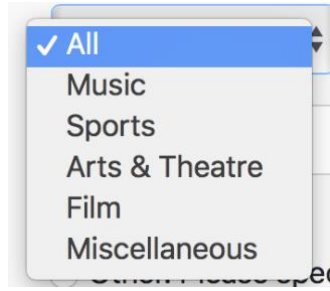 ✓ All
Music
Sports
Arts & Theatre
Film
Miscellaneous